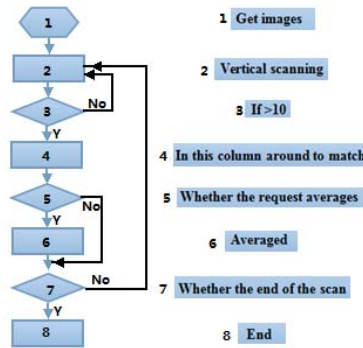 1
1 Get images
2
2 Vertical scanning
No
3
3 If >10
Y
4
4 In this column around to match
5
5 Whether the request averages
No
Y
6
6 Averaged
No
7
7 Whether the end of the scan
Y
8
8 End